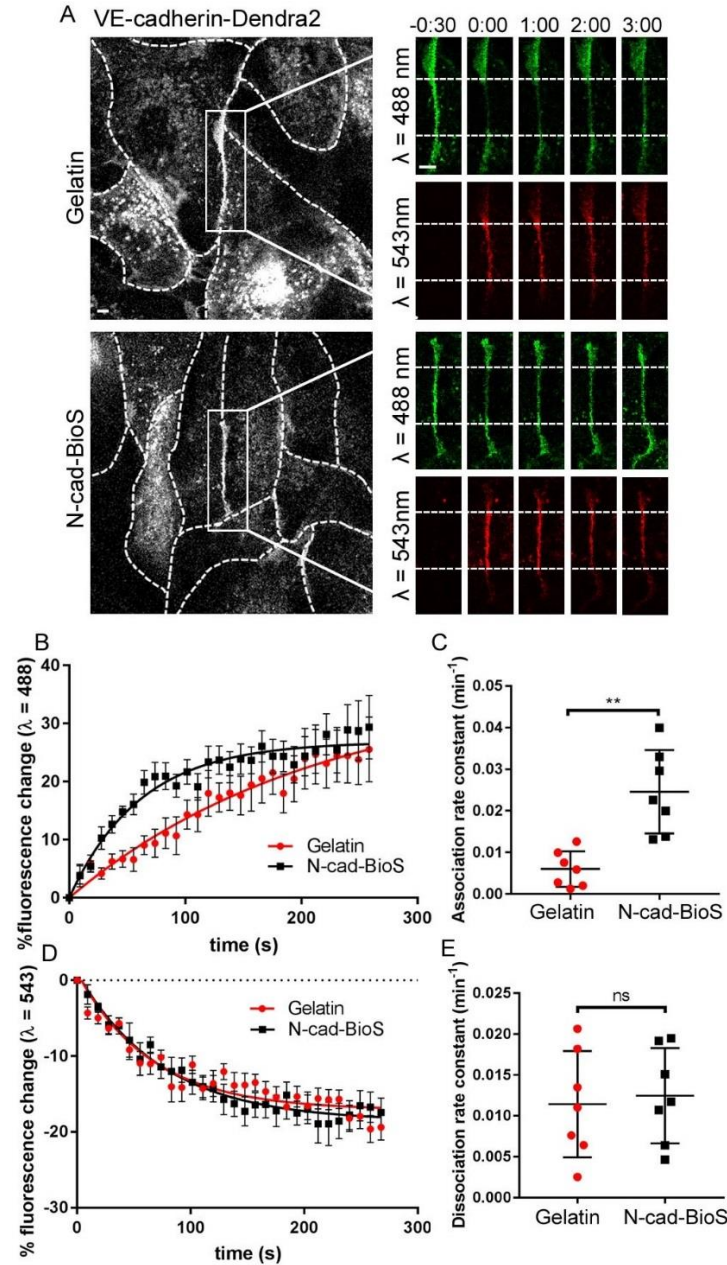 A VE-cadherin-Dendra2
-0:30 0:00 1:00 2:00 3:00
Gelatin
λ = 488 nm
λ = 543nm
N-cad-BioS
λ = 488 nm
λ = 543nm
B
%fluorescence change (λ = 488)
40
30
20
10
0
Gelatin
N-cad-BioS
0 100 200 300
time (s)
C
Association rate constant (min⁻¹)
0.05
0.04
0.03
0.02
0.01
0.00
**
Gelatin N-cad-BioS
D
% fluorescence change (λ = 543)
0
-10
-20
-30
Gelatin
N-cad-BioS
0 100 200 300
time (s)
E
Dissociation rate constant (min⁻¹)
0.025
0.020
0.015
0.010
0.005
0.000
ns
Gelatin N-cad-BioS